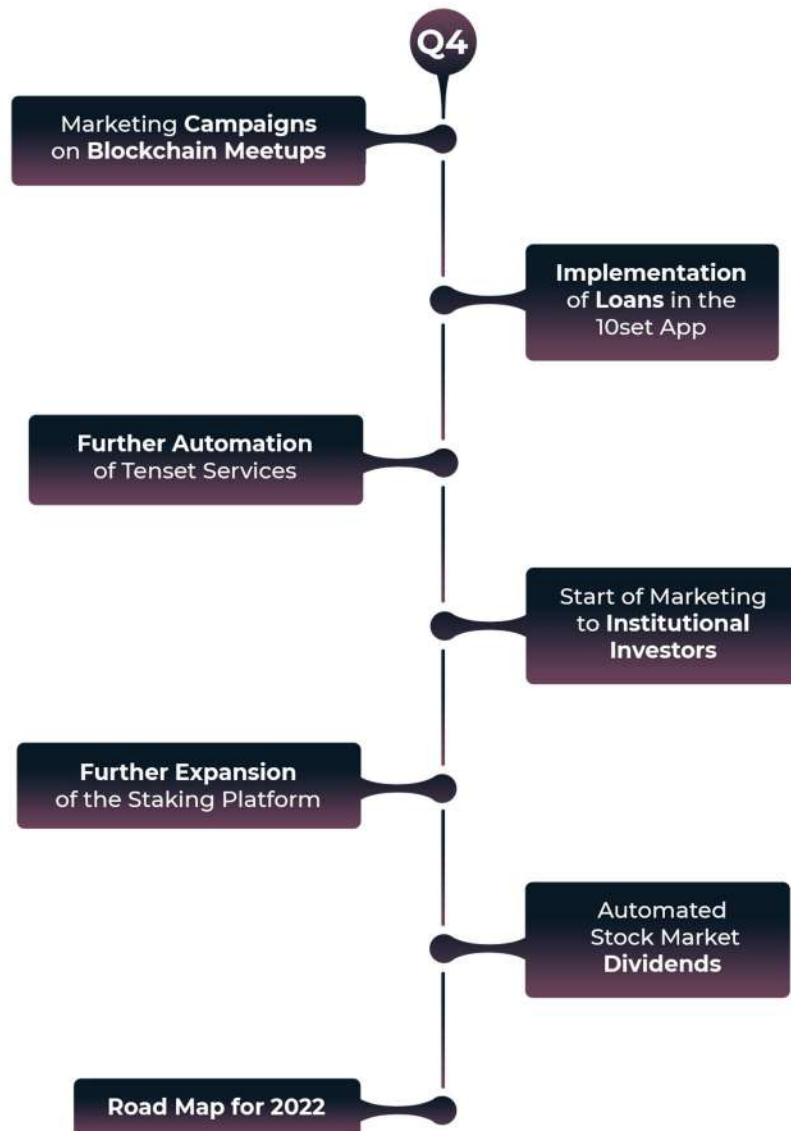 Q4
Marketing Campaigns
on Blockchain Meetups
Implementation
of Loans in the
10set App
Further Automation
of Tenset Services
Start of Marketing
to Institutional
Investors
Further Expansion
of the Staking Platform
Automated
Stock Market
Dividends
Road Map for 2022